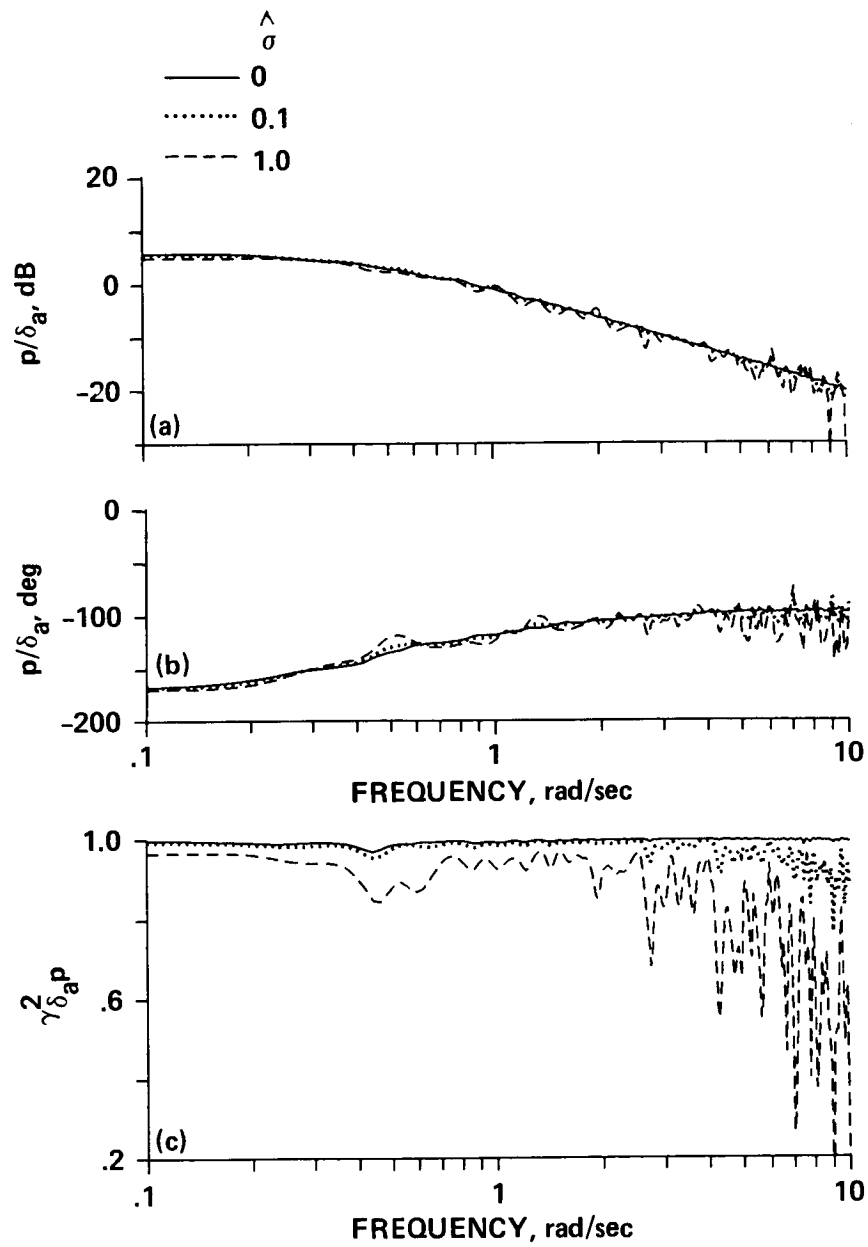 σ̂
0
0.1
1.0
20
0
−20
p/δₐ, dB
(a)
0
−100
−200
p/δₐ, deg
(b)
.1 1 10
FREQUENCY, rad/sec
1.0
.6
.2
γ²δₐp
(c)
.1 1 10
FREQUENCY, rad/sec